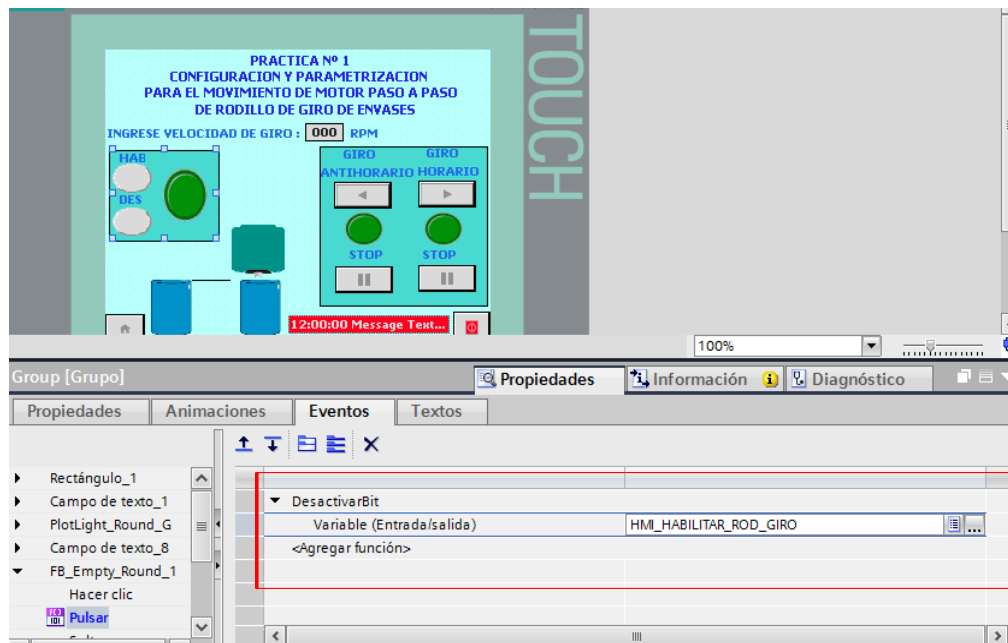 TOUCH
PRACTICA Nº 1
CONFIGURACION Y PARAMETRIZACION
PARA EL MOVIMIENTO DE MOTOR PASO A PASO
DE RODILLO DE GIRO DE ENVASES
INGRESE VELOCIDAD DE GIRO : 000 RPM
HAB
DES
GIRO ANTIHORARIO
GIRO HORARIO
STOP
STOP
12:00:00 Message Text...
100%
Group [Grupo]
Propiedades
Información
Diagnóstico
Propiedades
Animaciones
Eventos
Textos
Rectángulo_1
Campo de texto_1
PlotLight_Round_G
Campo de texto_8
FB_Empty_Round_1
Hacer clic
Pulsar
DesactivarBit
Variable (Entrada/salida)
HMI_HABILITAR_ROD_GIRO
<Agregar función>